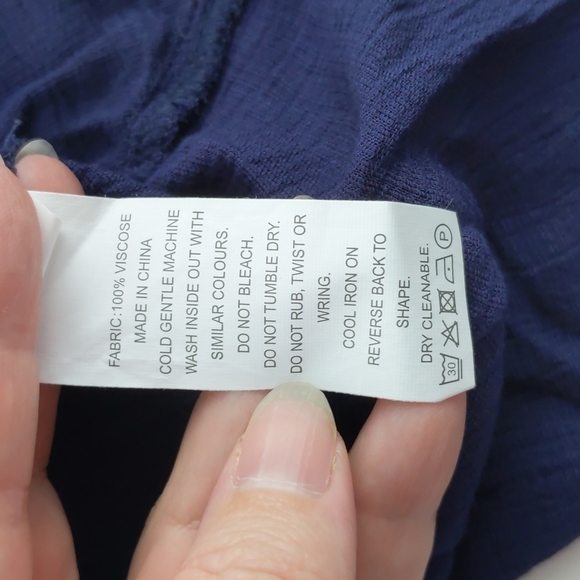 FABRIC:100% VISCOSE
MADE IN CHINA
COLD GENTLE MACHINE
WASH INSIDE OUT WITH
SIMILAR COLOURS.
DO NOT BLEACH.
DO NOT TUMBLE DRY.
DO NOT RUB, TWIST OR
WRING.
COOL IRON ON
REVERSE BACK TO
SHAPE.
DRY CLEANABLE.
30 P